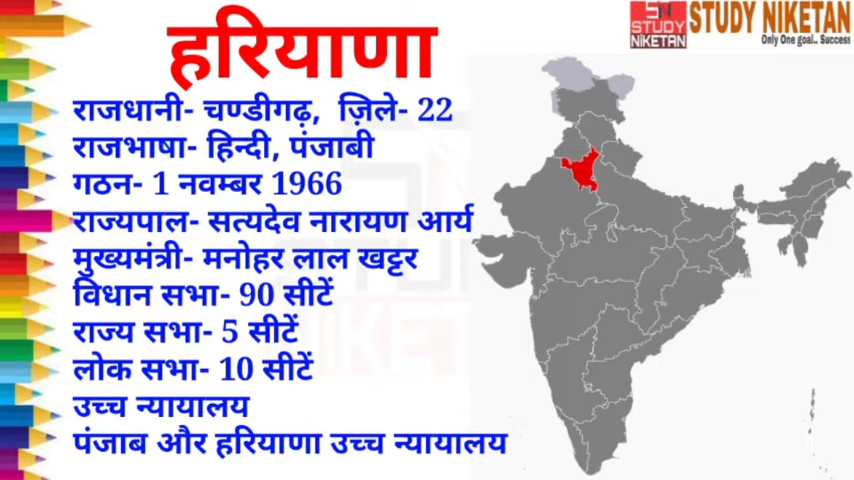 हरियाणा
SN
STUDY
NIKETAN
STUDY NIKETAN
Only One goal.. Success
राजधानी- चण्डीगढ़, ज़िले- 22
राजभाषा- हिन्दी, पंजाबी
गठन- 1 नवम्बर 1966
राज्यपाल- सत्यदेव नारायण आर्य
मुख्यमंत्री- मनोहर लाल खट्टर
विधान सभा- 90 सीटें
राज्य सभा- 5 सीटें
लोक सभा- 10 सीटें
उच्च न्यायालय
पंजाब और हरियाणा उच्च न्यायालय